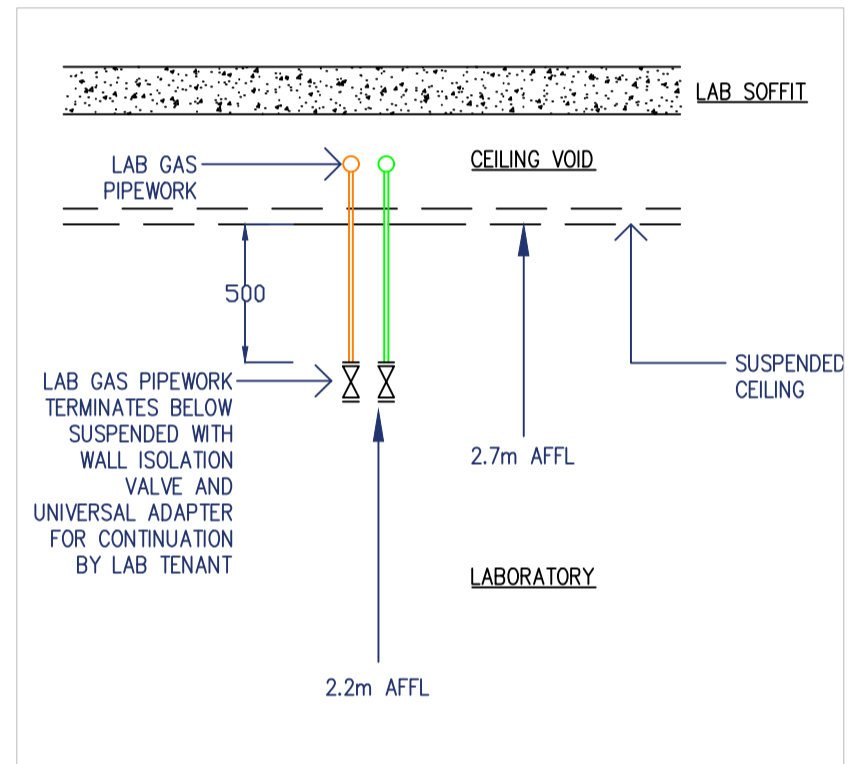 LAB SOFFIT
CEILING VOID
LAB GAS
PIPEWORK
500
SUSPENDED
CEILING
LAB GAS PIPEWORK
TERMINATES BELOW
SUSPENDED WITH
WALL ISOLATION
VALVE AND
UNIVERSAL ADAPTER
FOR CONTINUATION
BY LAB TENANT
2.7m AFFL
LABORATORY
2.2m AFFL